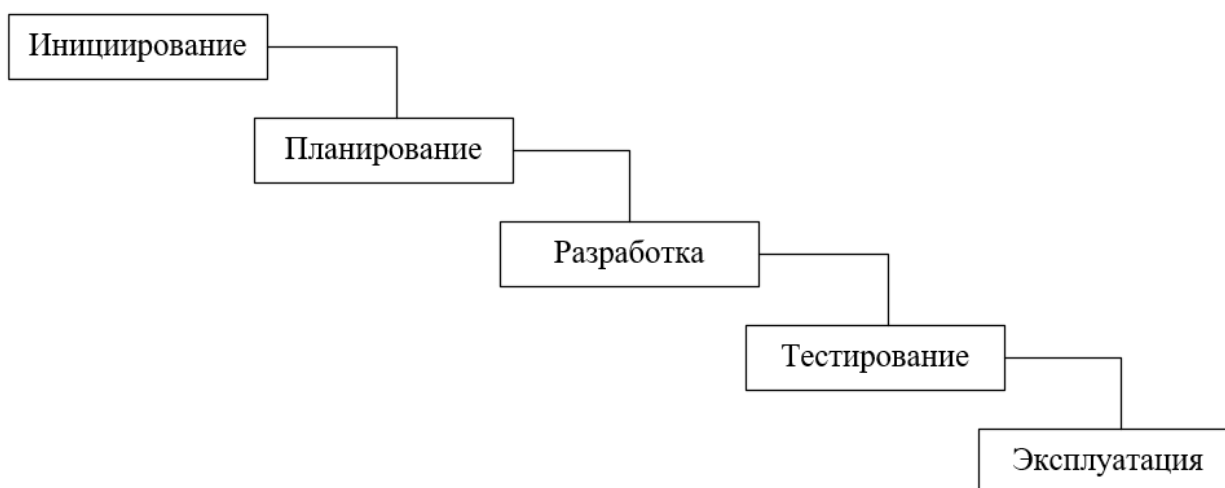 Инициирование
Планирование
Разработка
Тестирование
Эксплуатация